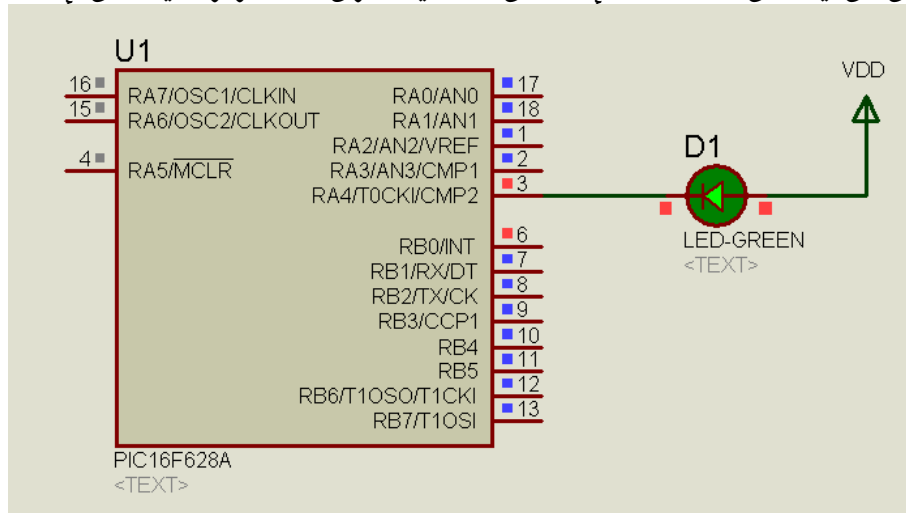 U1
16
RA7/OSC1/CLKIN
RA0/AN0
17
15
RA6/OSC2/CLKOUT
RA1/AN1
18
RA2/AN2/VREF
1
4
RA5/MCLR
RA3/AN3/CMP1
2
RA4/T0CKI/CMP2
3
RB0/INT
6
RB1/RX/DT
7
RB2/TX/CK
8
RB3/CCP1
9
RB4
10
RB5
11
RB6/T1OSO/T1CKI
12
RB7/T1OSI
13
PIC16F628A
<TEXT>
D1
LED-GREEN
<TEXT>
VDD